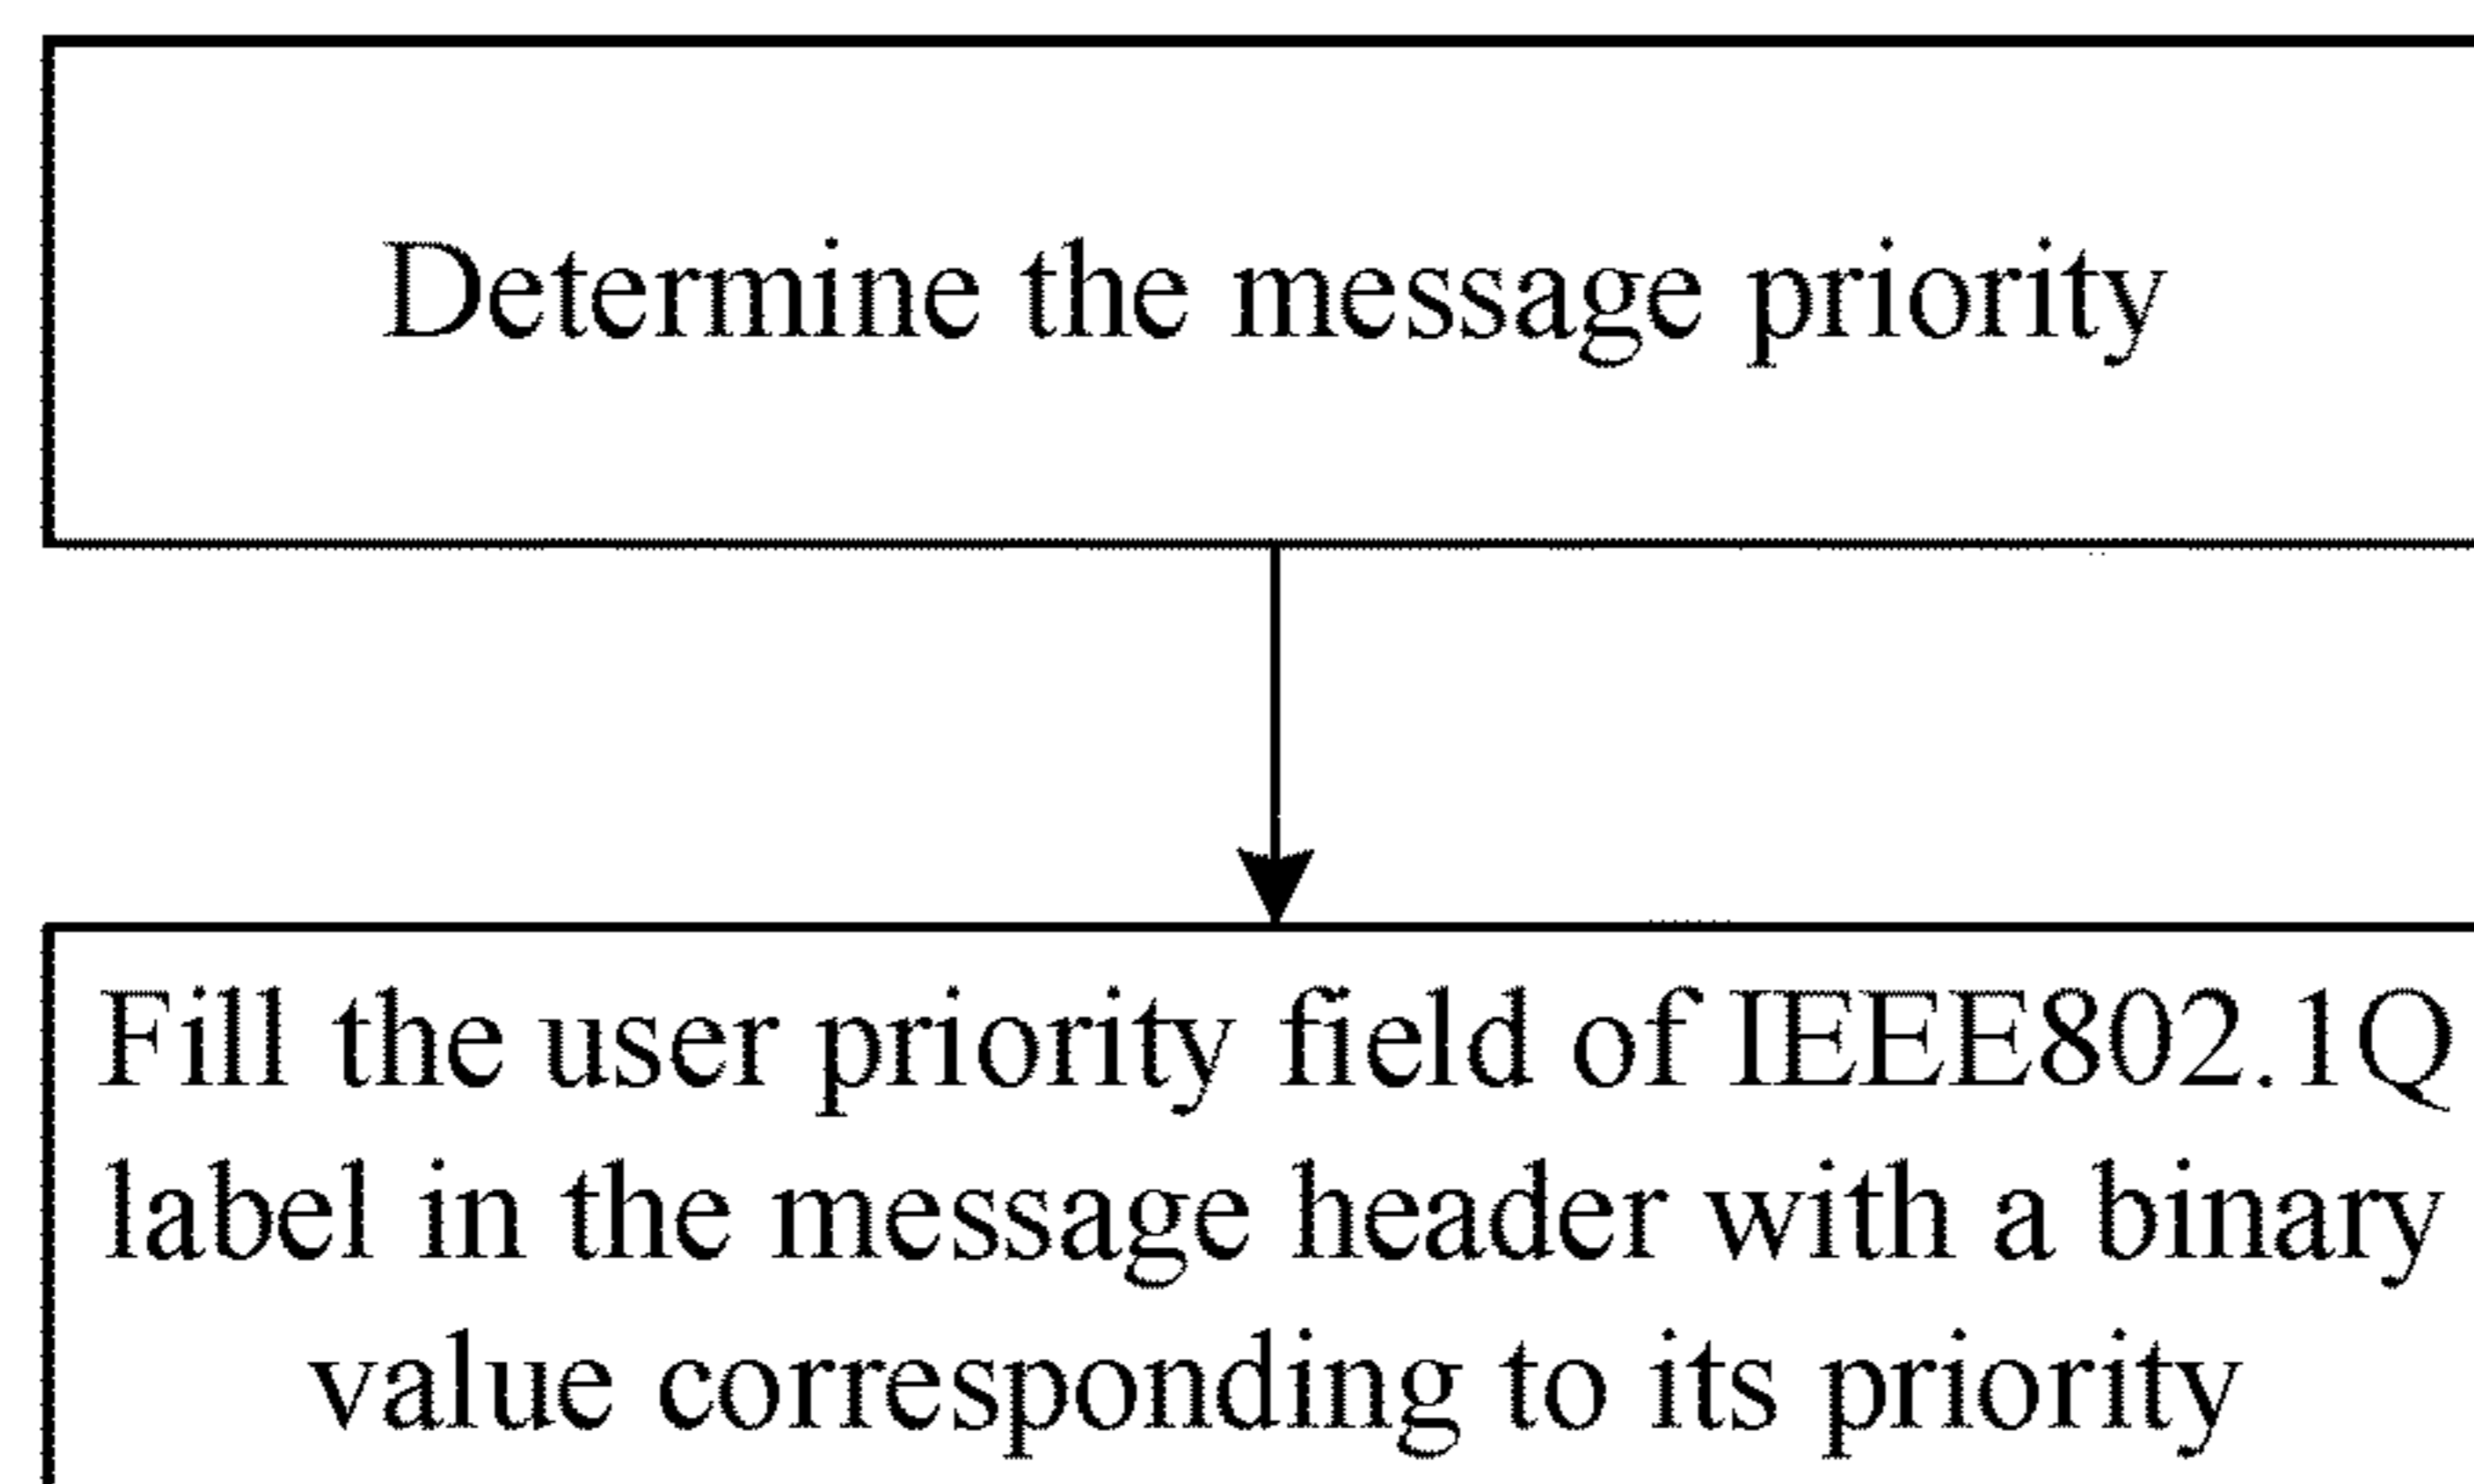 Determine the message priority
Fill the user priority field of IEEE802.1Q
label in the message header with a binary
value corresponding to its priority